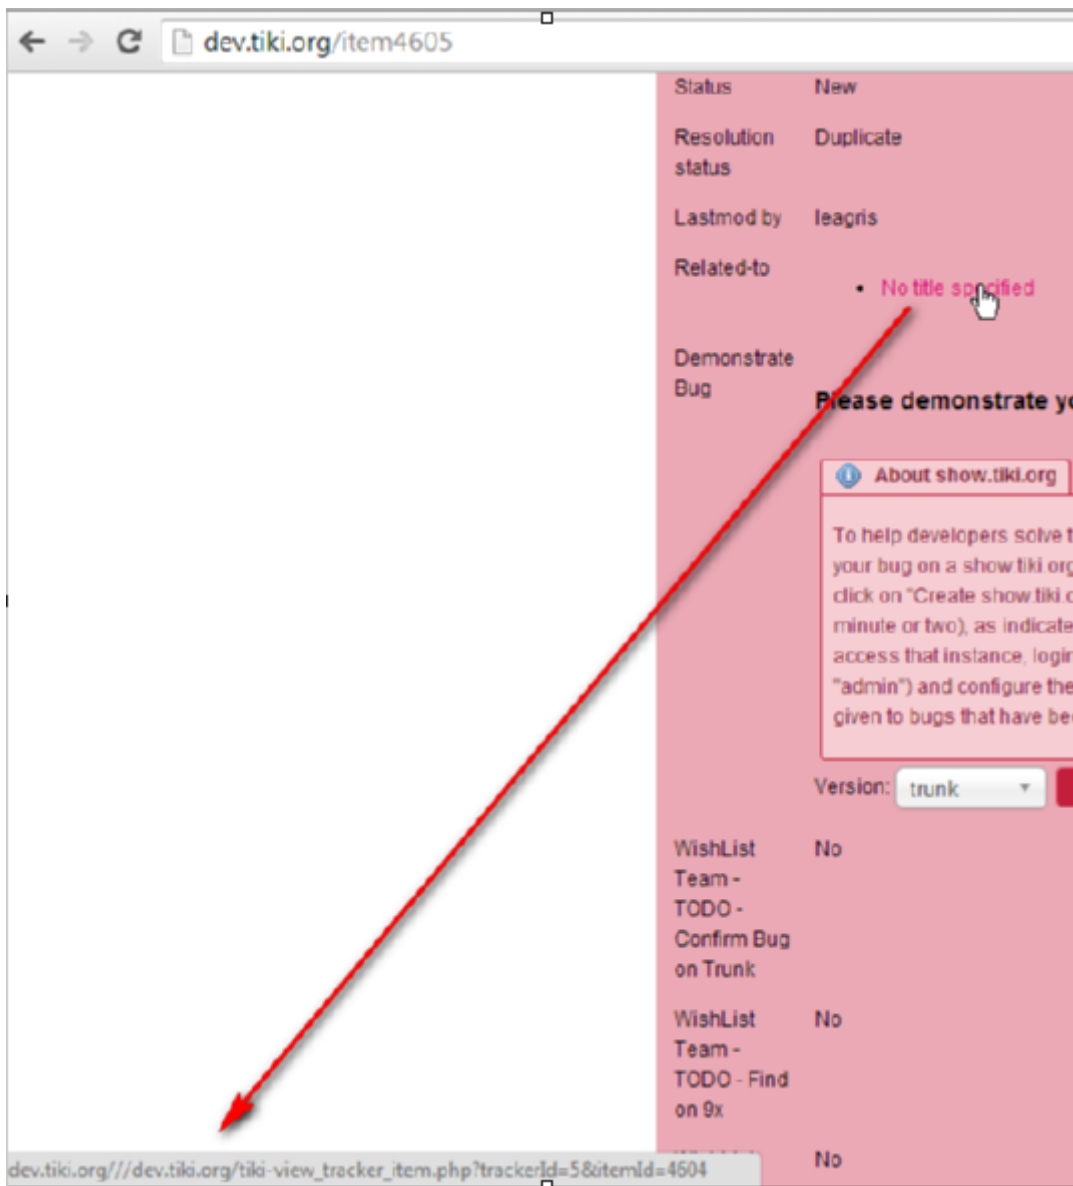 dev.tiki.org/item4605
Status New
Resolution Duplicate
status
Lastmod by leagris
Related-to
• No title specified
Demonstrate
Bug
Please demonstrate yo
About show.tiki.org
To help developers solve t
your bug on a show.tiki.org
click on "Create show.tiki.o
minute or two), as indicate
access that instance, login
"admin") and configure the
given to bugs that have bee
Version: trunk
WishList No
Team -
TODO -
Confirm Bug
on Trunk
WishList No
Team -
TODO - Find
on 9x
No
dev.tiki.org///dev.tiki.org/tiki-view_tracker_item.php?trackerId=5&itemId=4604